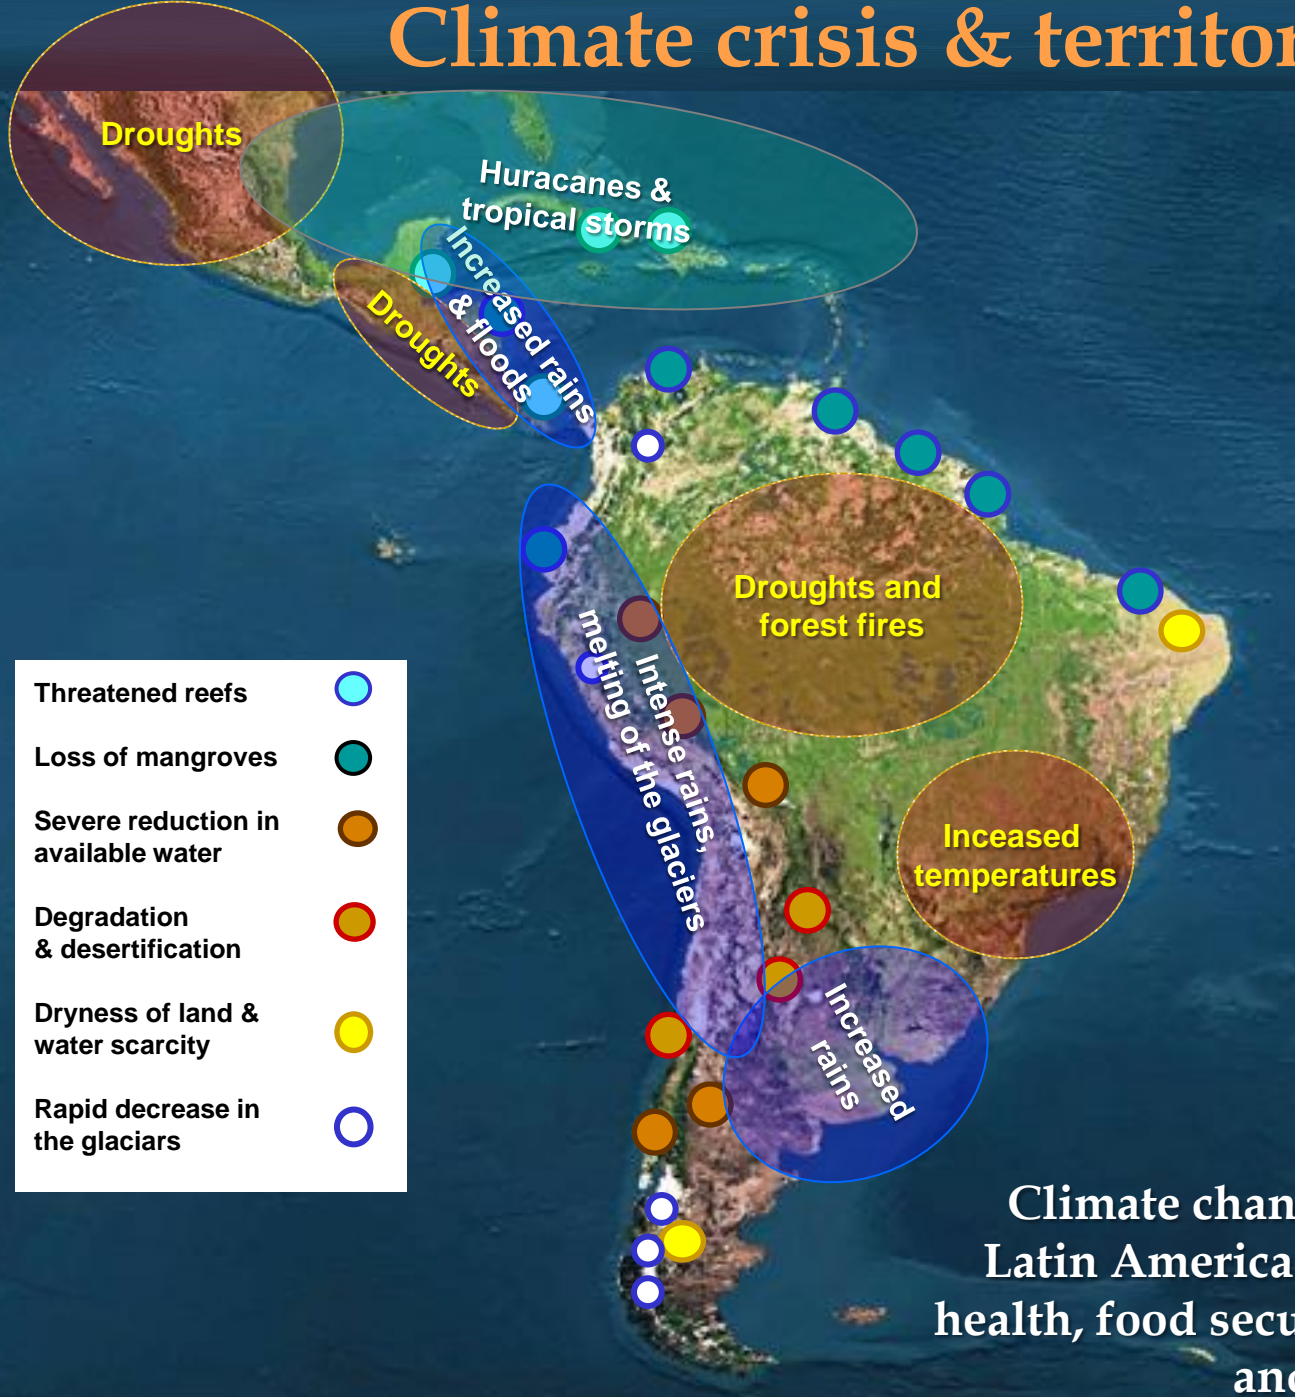 Climate crisis & territor
Droughts
Huracanes &
tropical storms
Increased rains
& floods
Droughts
Droughts and
forest fires
Intense rains,
melting of the glaciers
Inceased
temperatures
Increased
rains
Threatened reefs
Loss of mangroves
Severe reduction in
available water
Degradation
& desertification
Dryness of land &
water scarcity
Rapid decrease in
the glaciars
Climate chan
Latin America
health, food secu
and